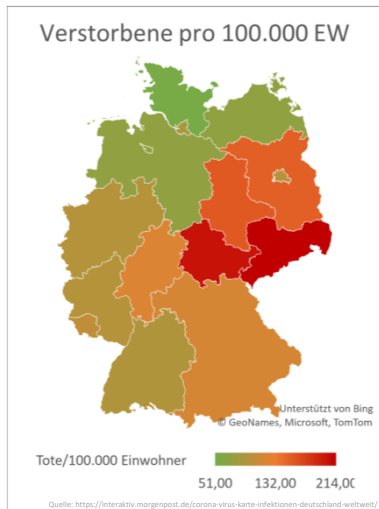 Verstorbene pro 100.000 EW
Unterstützt von Bing
© GeoNames, Microsoft, TomTom
Tote/100.000 Einwohner
51,00 132,00 214,00
Quelle: https://interaktiv.morgenpost.de/corona-virus-karte-infektionen-deutschland-weltweit/